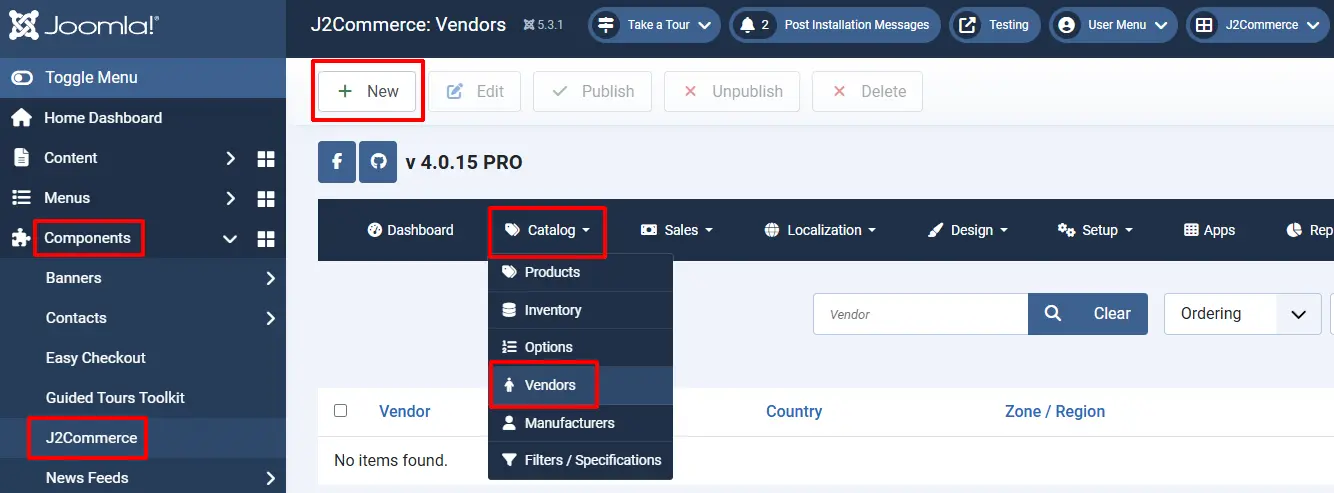 Joomla!®
J2Commerce: Vendors
5.3.1
Take a Tour
2 Post Installation Messages
Testing
User Menu
J2Commerce
Toggle Menu
Home Dashboard
Content
Menus
Components
Banners
Contacts
Easy Checkout
Guided Tours Toolkit
J2Commerce
News Feeds
New
Edit
Publish
Unpublish
Delete
v 4.0.15 PRO
Dashboard
Catalog
Sales
Localization
Design
Setup
Apps
Rep
Products
Inventory
Options
Vendors
Manufacturers
Filters / Specifications
Vendor
Clear
Ordering
Vendor
Country
Zone / Region
No items found.